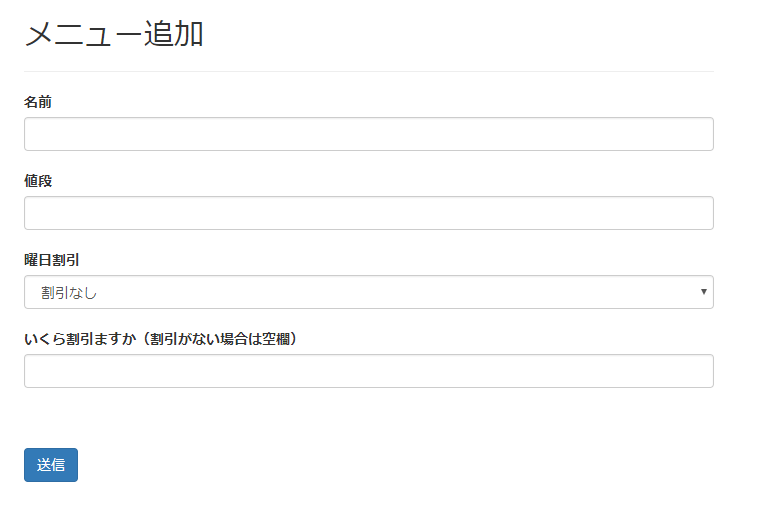 メニュー追加
名前
値段
曜日割引
割引なし
いくら割引ますか（割引がない場合は空欄）
送信